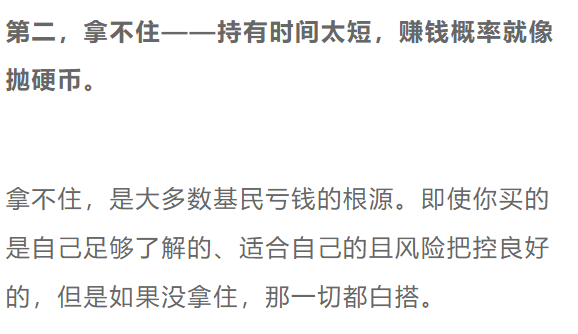 第二，拿不住——持有时间太短，赚钱概率就像
抛硬币。
拿不住，是大多数基民亏钱的根源。即使你买的
是自己足够了解的、适合自己的且风险把控良好
的，但是如果没拿住，那一切都白搭。